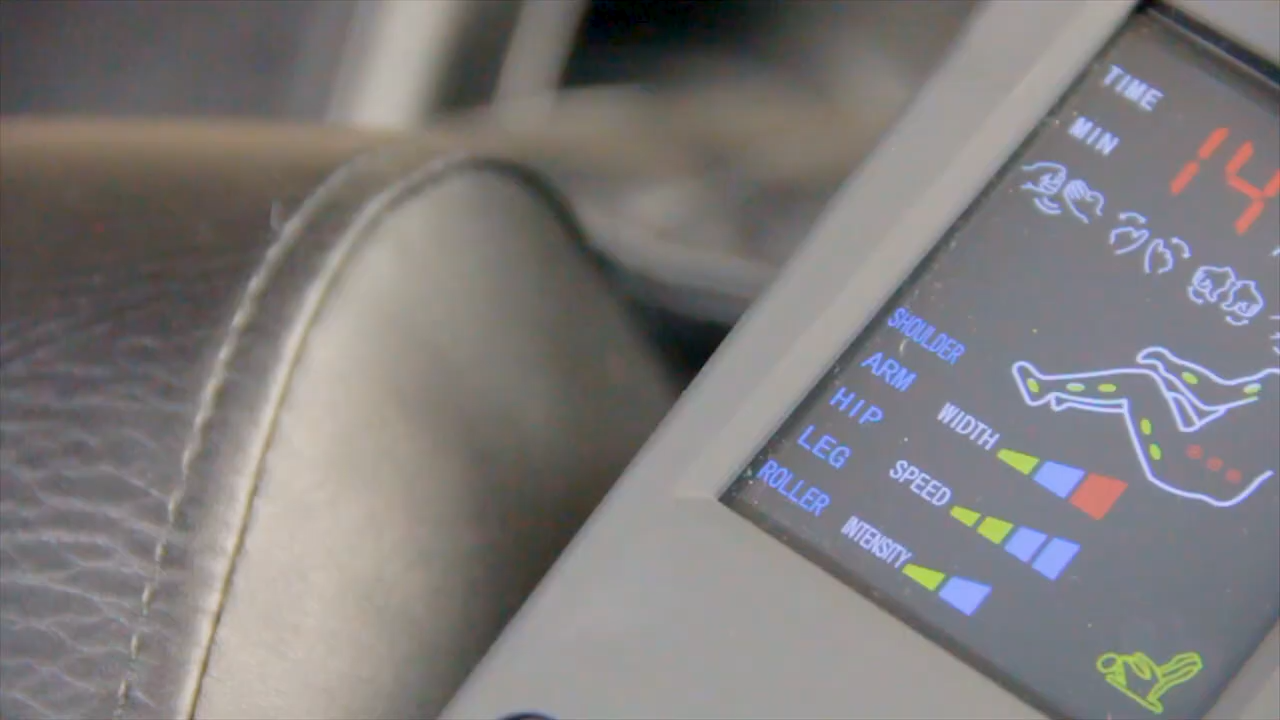 TIME
MIN
14
SHOULDER
ARM
HIP
LEG
ROLLER
WIDTH
SPEED
INTENSITY